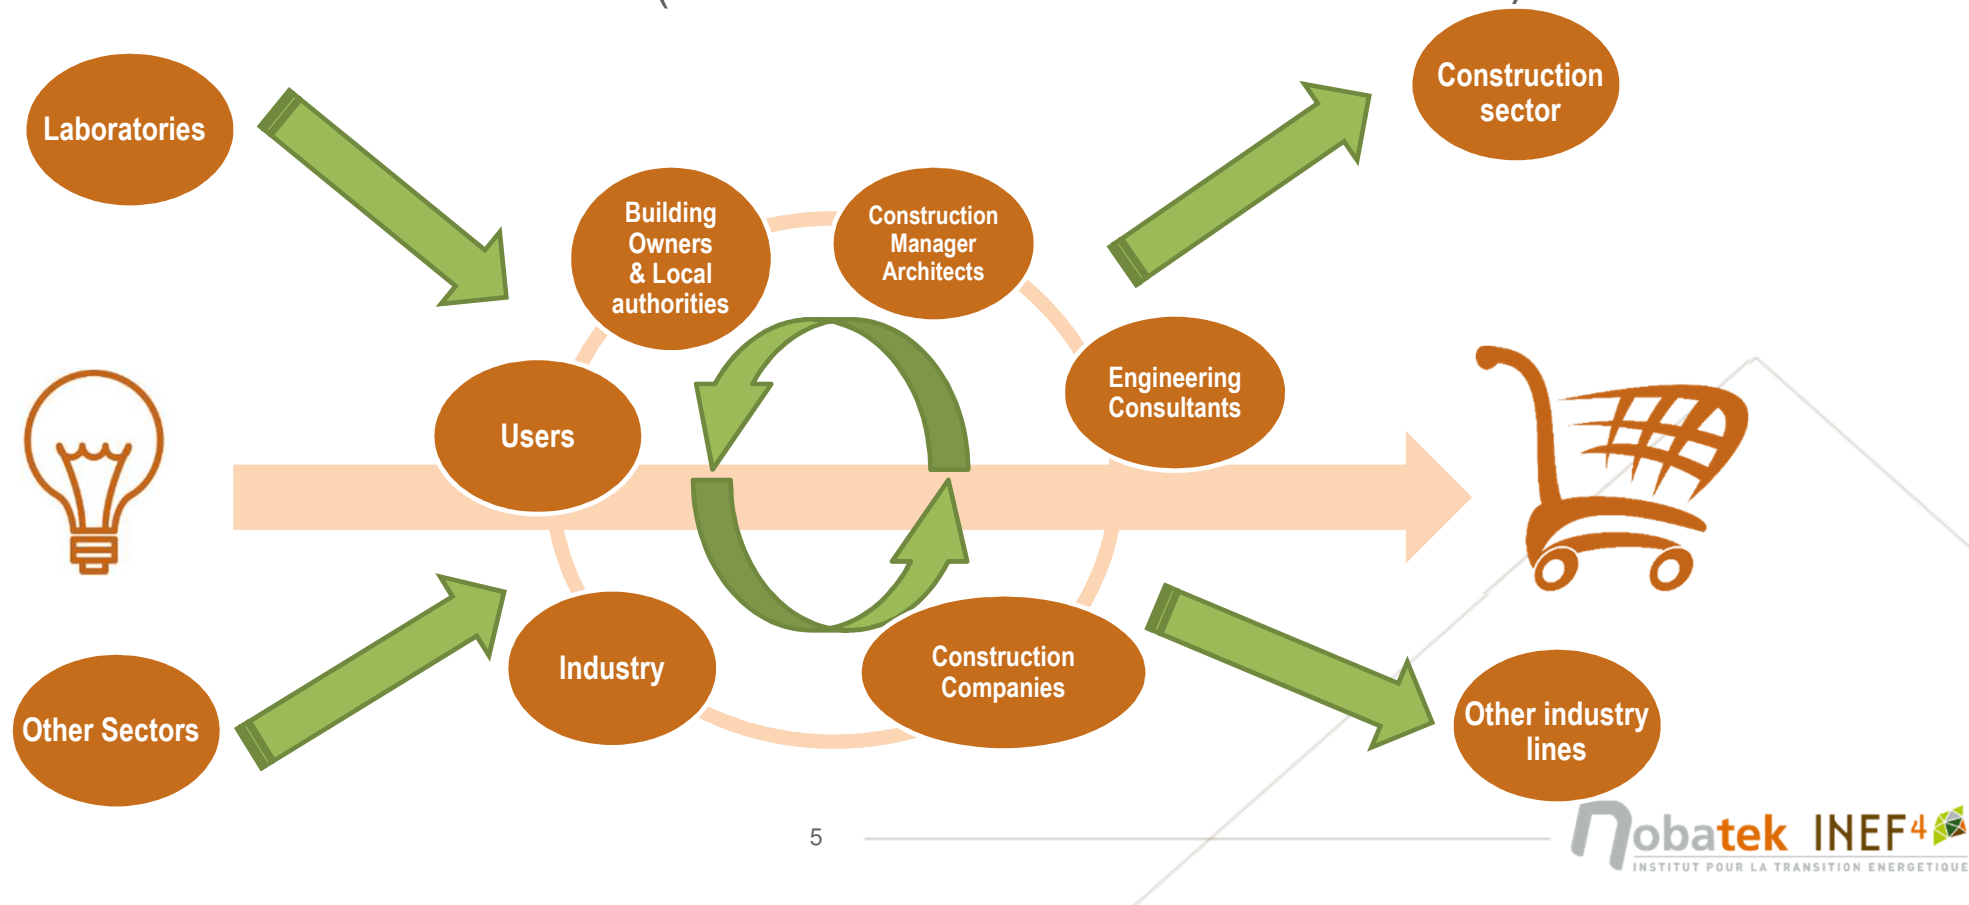 Laboratories
Construction
sector
Building
Owners
& Local
authorities
Construction
Manager
Architects
Engineering
Consultants
Users
Industry
Construction
Companies
Other Sectors
Other industry
lines
5
nobatek INEF4
INSTITUT POUR LA TRANSITION ENERGETIQUE